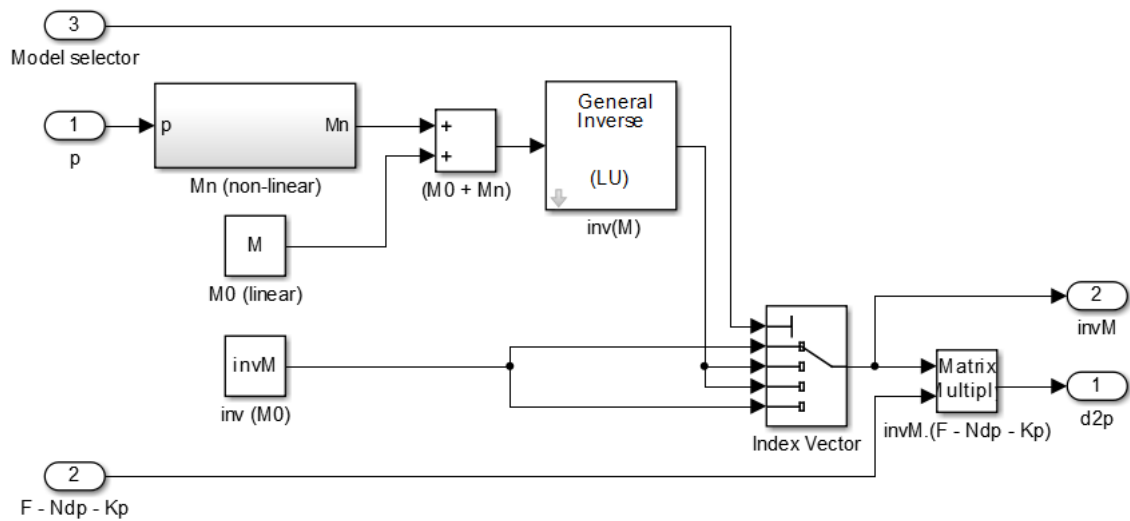 3
Model selector
1
p
p
Mn
Mn (non-linear)
+
+
(M0 + Mn)
General
Inverse
(LU)
inv(M)
M
M0 (linear)
invM
inv (M0)
Index Vector
2
invM
Matrix
Multipl
invM.(F - Ndp - Kp)
1
d2p
2
F - Ndp - Kp